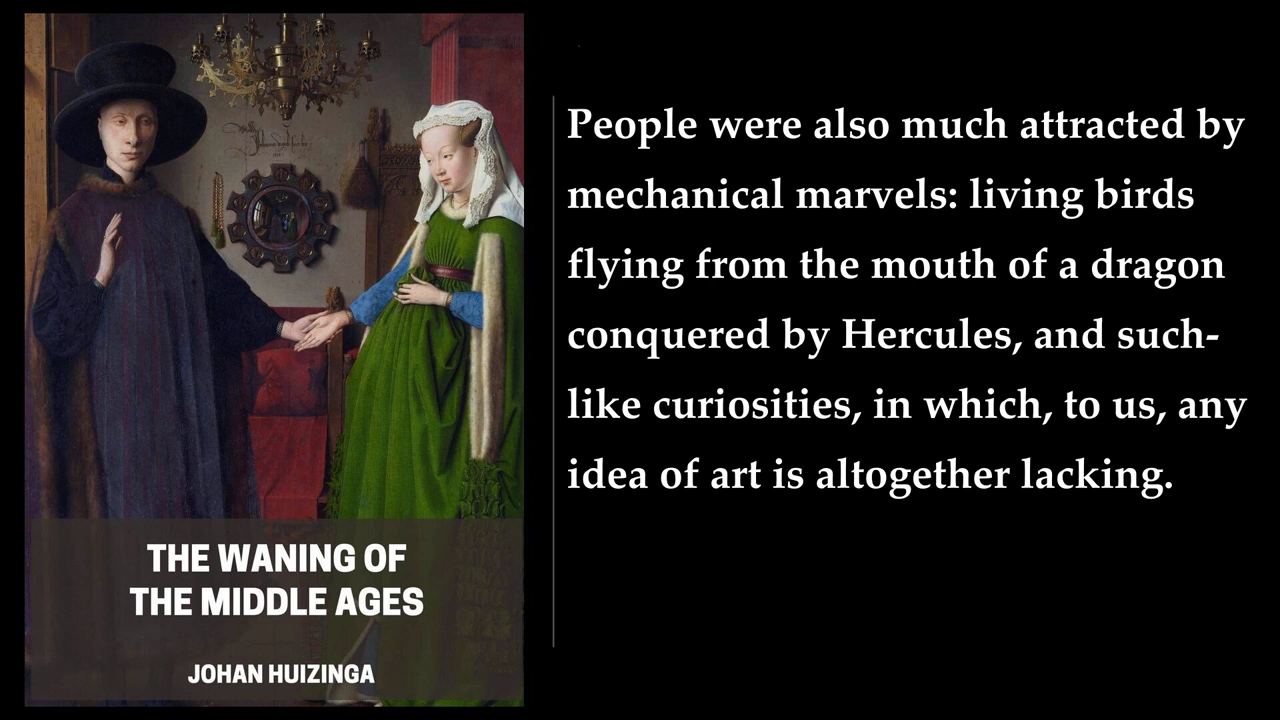 THE WANING OF
THE MIDDLE AGES
JOHAN HUIZINGA
People were also much attracted by
mechanical marvels: living birds
flying from the mouth of a dragon
conquered by Hercules, and such-
like curiosities, in which, to us, any
idea of art is altogether lacking.